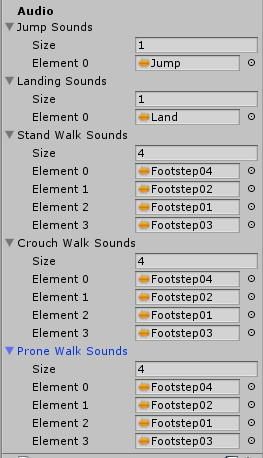 Audio
Jump Sounds
Size 1
Element 0 Jump
Landing Sounds
Size 1
Element 0 Land
Stand Walk Sounds
Size 4
Element 0 Footstep04
Element 1 Footstep02
Element 2 Footstep01
Element 3 Footstep03
Crouch Walk Sounds
Size 4
Element 0 Footstep04
Element 1 Footstep02
Element 2 Footstep01
Element 3 Footstep03
Prone Walk Sounds
Size 4
Element 0 Footstep04
Element 1 Footstep02
Element 2 Footstep01
Element 3 Footstep03